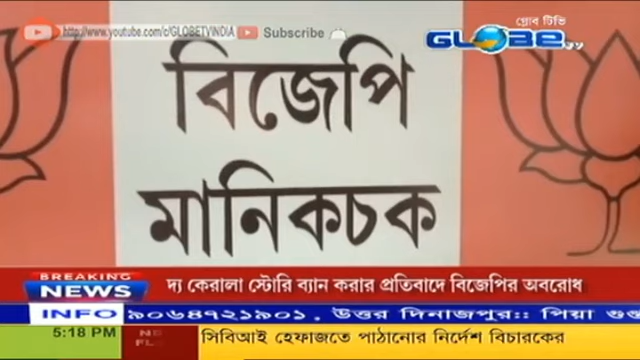 http://www.youtube.com/c/GLOBETVINDIA Subscribe
গ্লোব টিভি
GLOBE TV
বিজেপি
মানিকচক
BREAKING NEWS
দ্য কেরালা স্টোরি ব্যান করার প্রতিবাদে বিজেপির অবরোধ
INFO ৯০৬৪৭২১৯০১, উত্তর দিনাজপুর:: পিয়া গুপ্ত
5:18 PM সিবিআই হেফাজতে পাঠানোর নির্দেশ বিচারকের